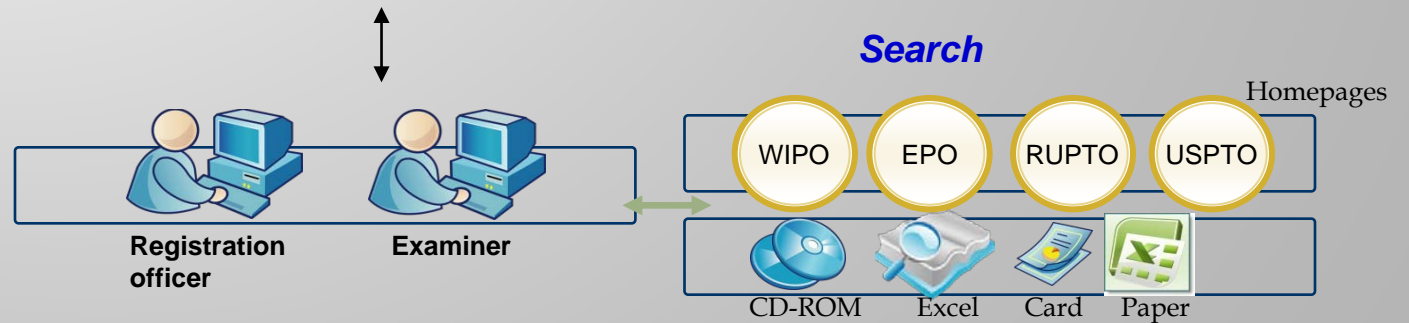 Search
Homepages
WIPO EPO RUPTO USPTO
Registration
officer
Examiner
CD-ROM Excel Card Paper